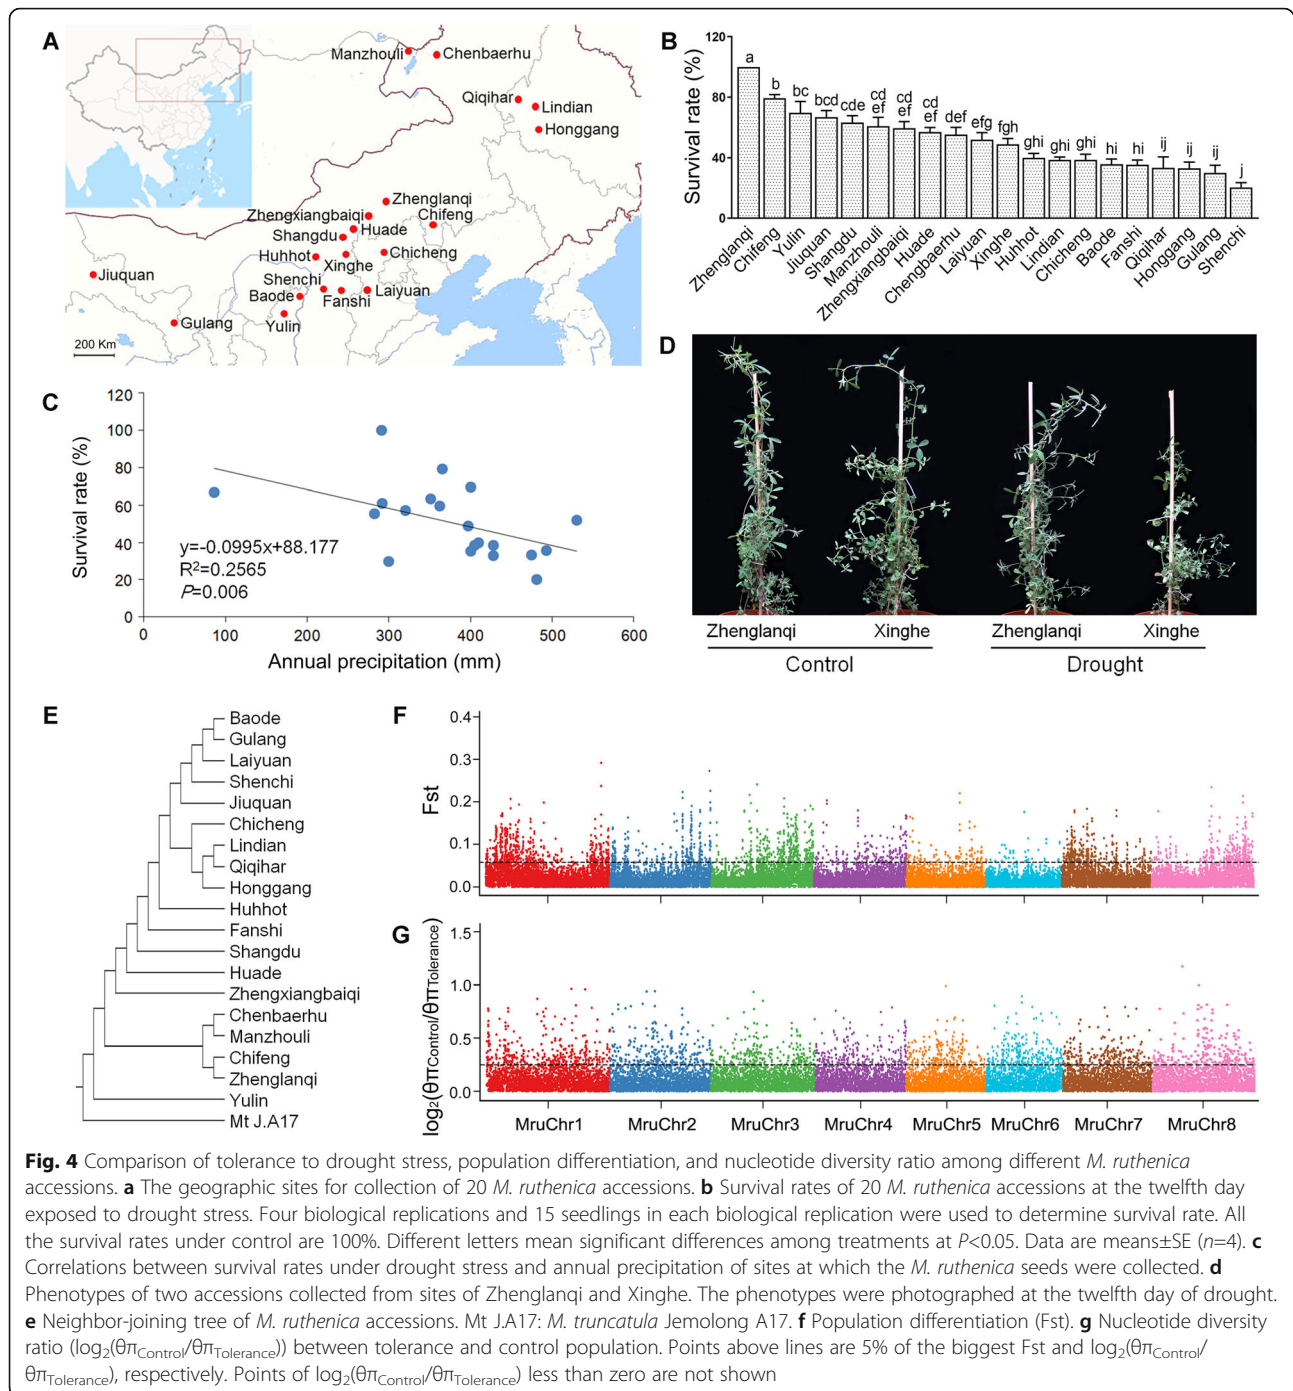 A
Manzhouli
Chenbaerhu
Qiqihar
Lindian
Honggang
Zhenglanqi
Zhengxiangbaiqi
Chifeng
Huade
Shangdu
Huhhot
Chicheng
Xinghe
Jiuquan
Shenchi
Baode
Fanshi
Laiyuan
Gulang
Yulin
200 Km
B
Survival rate (%)
120
80
40
0
a
b
bc
bcd
cde
cd
ef
cd
ef
cd
ef
def
efg
fgh
ghi
ghi
ghi
hi
hi
ij
ij
ij
j
Zhenglanqi
Chifeng
Yulin
Jiuquan
Shangdu
Manzhouli
Zhengxiangbaiqi
Huade
Chengbaerhu
Laiyuan
Xinghe
Huhhot
Lindian
Chicheng
Baode
Fanshi
Qiqihar
Honggang
Gulang
Shenchi
C
Survival rate (%)
120
100
80
60
40
20
0
y=-0.0995x+88.177
R²=0.2565
P=0.006
0 100 200 300 400 500 600
Annual precipitation (mm)
D
Zhenglanqi Xinghe Zhenglanqi Xinghe
Control Drought
E
Baode
Gulang
Laiyuan
Shenchi
Jiuquan
Chicheng
Lindian
Qiqihar
Honggang
Huhhot
Fanshi
Shangdu
Huade
Zhengxiangbaiqi
Chenbaerhu
Manzhouli
Chifeng
Zhenglanqi
Yulin
Mt J.A17
F
Fst
0.4
0.3
0.2
0.1
0.0
G
log₂(θπControl/θπTolerance)
1.5
1.0
0.5
0.0
MruChr1 MruChr2 MruChr3 MruChr4 MruChr5 MruChr6 MruChr7 MruChr8
Fig. 4 Comparison of tolerance to drought stress, population differentiation, and nucleotide diversity ratio among different M. ruthenica
accessions. a The geographic sites for collection of 20 M. ruthenica accessions. b Survival rates of 20 M. ruthenica accessions at the twelfth day
exposed to drought stress. Four biological replications and 15 seedlings in each biological replication were used to determine survival rate. All
the survival rates under control are 100%. Different letters mean significant differences among treatments at P<0.05. Data are means±SE (n=4). c
Correlations between survival rates under drought stress and annual precipitation of sites at which the M. ruthenica seeds were collected. d
Phenotypes of two accessions collected from sites of Zhenglanqi and Xinghe. The phenotypes were photographed at the twelfth day of drought.
e Neighbor-joining tree of M. ruthenica accessions. Mt J.A17: M. truncatula Jemolong A17. f Population differentiation (Fst). g Nucleotide diversity
ratio (log₂(θπControl/θπTolerance)) between tolerance and control population. Points above lines are 5% of the biggest Fst and log₂(θπControl/
θπTolerance), respectively. Points of log₂(θπControl/θπTolerance) less than zero are not shown